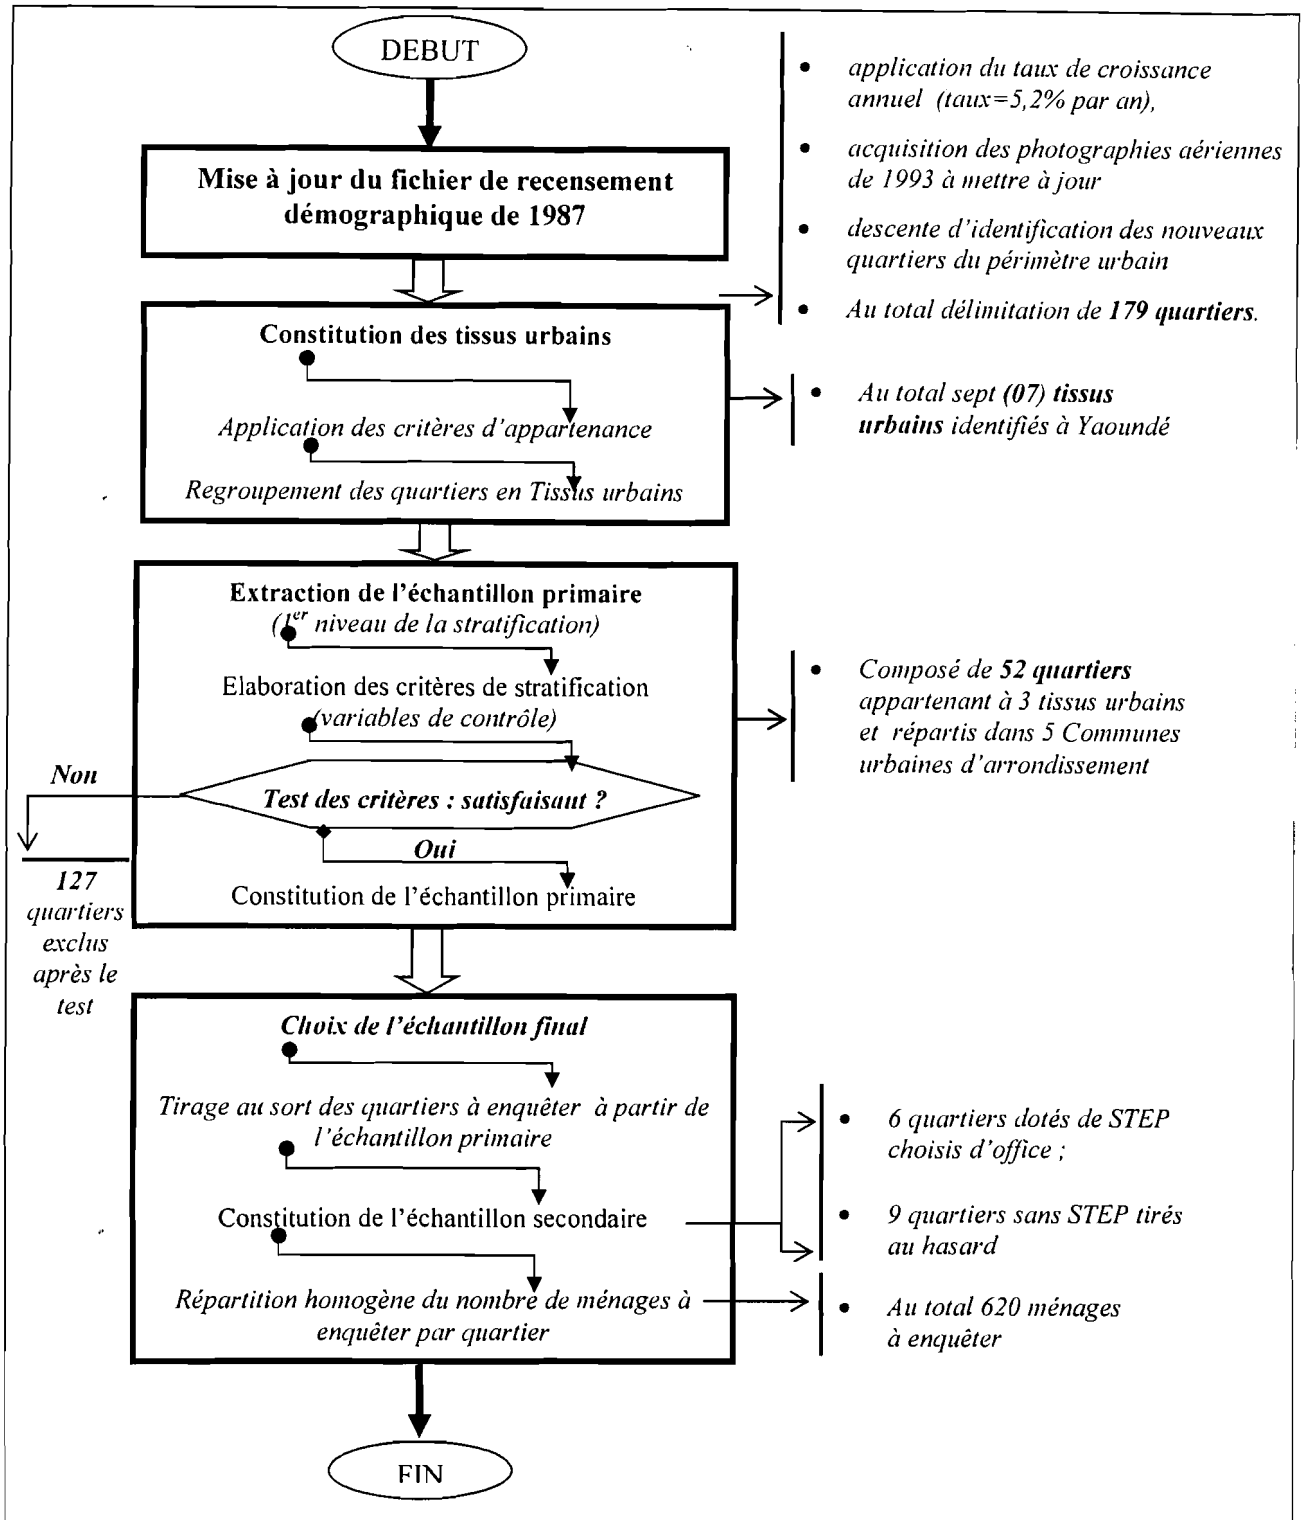 DEBUT
Mise à jour du fichier de recensement
démographique de 1987
• application du taux de croissance
annuel (taux=5,2% par an),
• acquisition des photographies aériennes
de 1993 à mettre à jour
• descente d'identification des nouveaux
quartiers du périmètre urbain
• Au total délimitation de 179 quartiers.
Constitution des tissus urbains
Application des critères d'appartenance
Regroupement des quartiers en Tissus urbains
• Au total sept (07) tissus
urbains identifiés à Yaoundé
Extraction de l'échantillon primaire
(1er niveau de la stratification)
Elaboration des critères de stratification
(variables de contrôle)
Test des critères : satisfaisant ?
Non
Oui
Constitution de l'échantillon primaire
127
quartiers
exclus
après le
test
• Composé de 52 quartiers
appartenant à 3 tissus urbains
et répartis dans 5 Communes
urbaines d'arrondissement
Choix de l'échantillon final
Tirage au sort des quartiers à enquêter à partir de
l'échantillon primaire
Constitution de l'échantillon secondaire
Répartition homogène du nombre de ménages à
enquêter par quartier
• 6 quartiers dotés de STEP
choisis d'office ;
• 9 quartiers sans STEP tirés
au hasard
• Au total 620 ménages
à enquêter
FIN